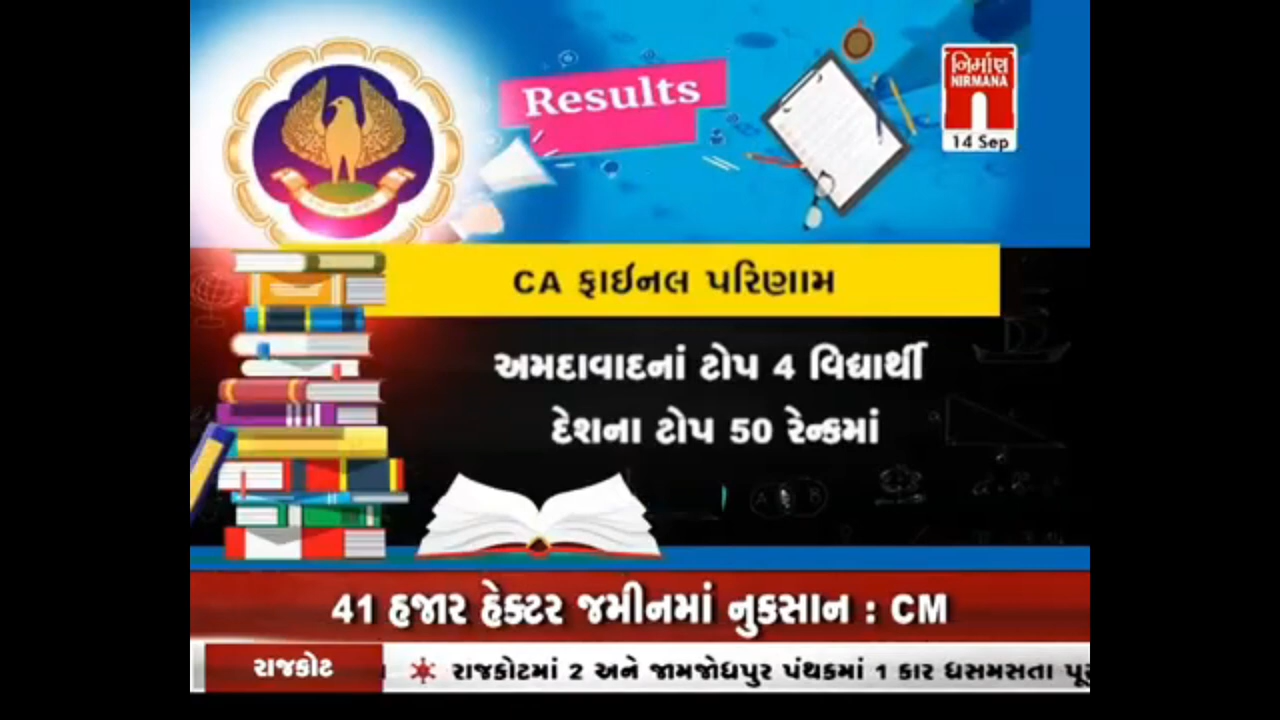 Results
નિર્માણ
NIRMANA
14 Sep
CA ફાઈનલ પરિણામ
અમદાવાદનાં ટોપ 4 વિદ્યાર્થી
દેશના ટોપ 50 રેન્કમાં
41 હજાર હેક્ટર જમીનમાં નુકસાન : CM
રાજકોટ
રાજકોટમાં 2 અને જામજોધપુર પંથકમાં 1 કાર ધસમસતા